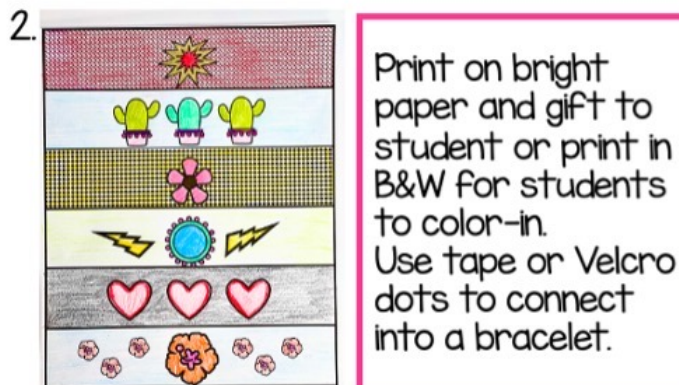 2.
Print on bright
paper and gift to
student or print in
B&W for students
to color-in.
Use tape or Velcro
dots to connect
into a bracelet.